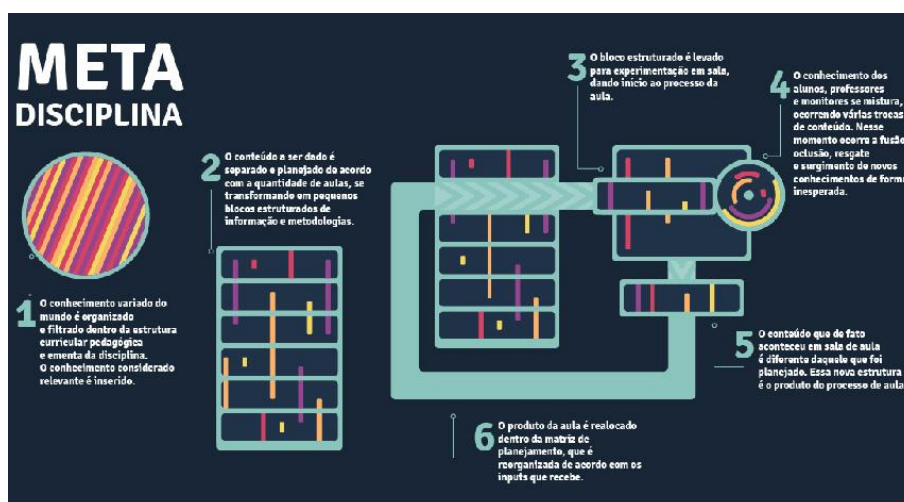 META
DISCIPLINA
1
O conhecimento variado do
mundo é organizado
e filtrado dentro da estrutura
curricular pedagógica
e ementa da disciplina.
O conhecimento considerado
relevante é inserido.
2
O conteúdo a ser dado é
separado e planejado de acordo
com a quantidade de aulas, se
transformando em pequenos
blocos estruturados de
informação e metodologias.
3
O bloco estruturado é levado
para experimentação em sala,
dando início ao processo da
aula.
4
O conhecimento dos
alunos, professores
e monitores se mistura,
ocorrendo várias trocas
de conteúdo. Nesse
momento ocorre a fusão
oclusão, resgate
e surgimento de novos
conhecimentos de forma
inesperada.
5
O conteúdo que de fato
aconteceu em sala de aula
é diferente daquele que foi
planejado. Essa nova estrutura
é o produto do processo de aula
6
O produto da aula é realocado
dentro da matriz de
planejamento, que é
reorganizada de acordo com os
inputs que recebe.